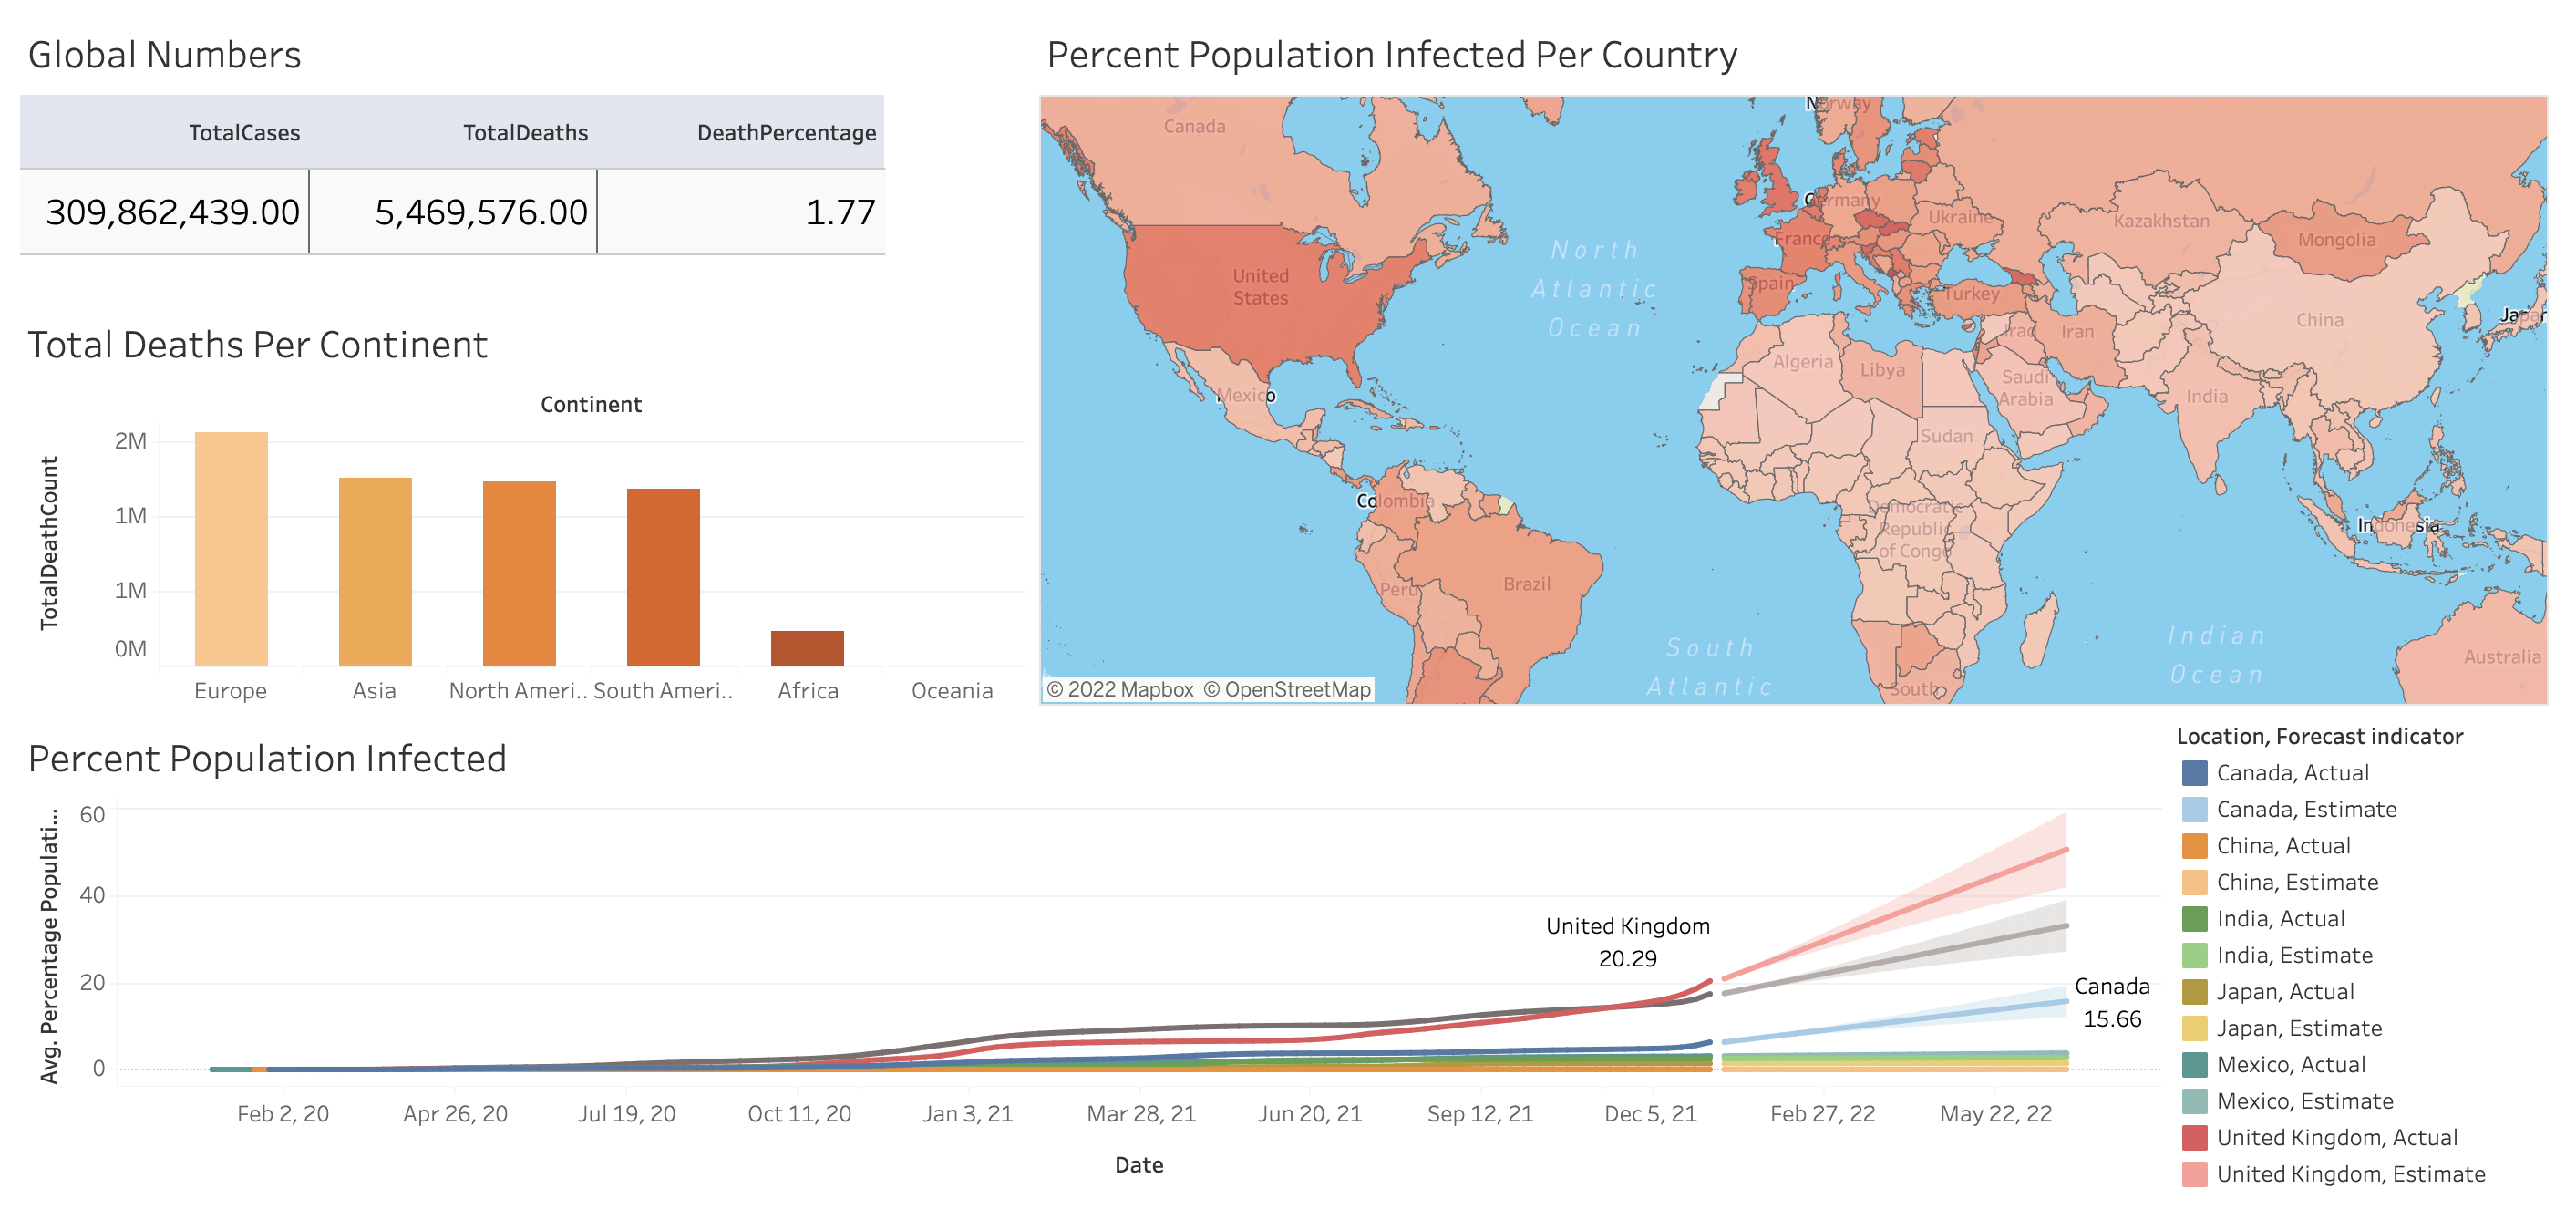 Global Numbers
TotalCases TotalDeaths DeathPercentage
309,862,439.00 5,469,576.00 1.77
Total Deaths Per Continent
Continent
TotalDeathCount
2M
1M
1M
0M
Europe Asia North Ameri.. South Ameri.. Africa Oceania
Percent Population Infected Per Country
Norway
Canada
Germany
Ukraine
Kazakhstan
France
Mongolia
United
States
Spain
Turkey
North
Atlantic
Ocean
China
Japan
Iraq
Iran
Algeria
Libya
Saudi
Arabia
India
Mexico
Sudan
Colombia
Democratic
Republic
of Congo
Indonesia
Peru
Brazil
South
Atlantic
Indian
Ocean
Australia
South
© 2022 Mapbox © OpenStreetMap
Percent Population Infected
Avg. Percentage Populati...
60
40
20
0
United Kingdom
20.29
Canada
15.66
Feb 2, 20 Apr 26, 20 Jul 19, 20 Oct 11, 20 Jan 3, 21 Mar 28, 21 Jun 20, 21 Sep 12, 21 Dec 5, 21 Feb 27, 22 May 22, 22
Date
Location, Forecast indicator
Canada, Actual
Canada, Estimate
China, Actual
China, Estimate
India, Actual
India, Estimate
Japan, Actual
Japan, Estimate
Mexico, Actual
Mexico, Estimate
United Kingdom, Actual
United Kingdom, Estimate